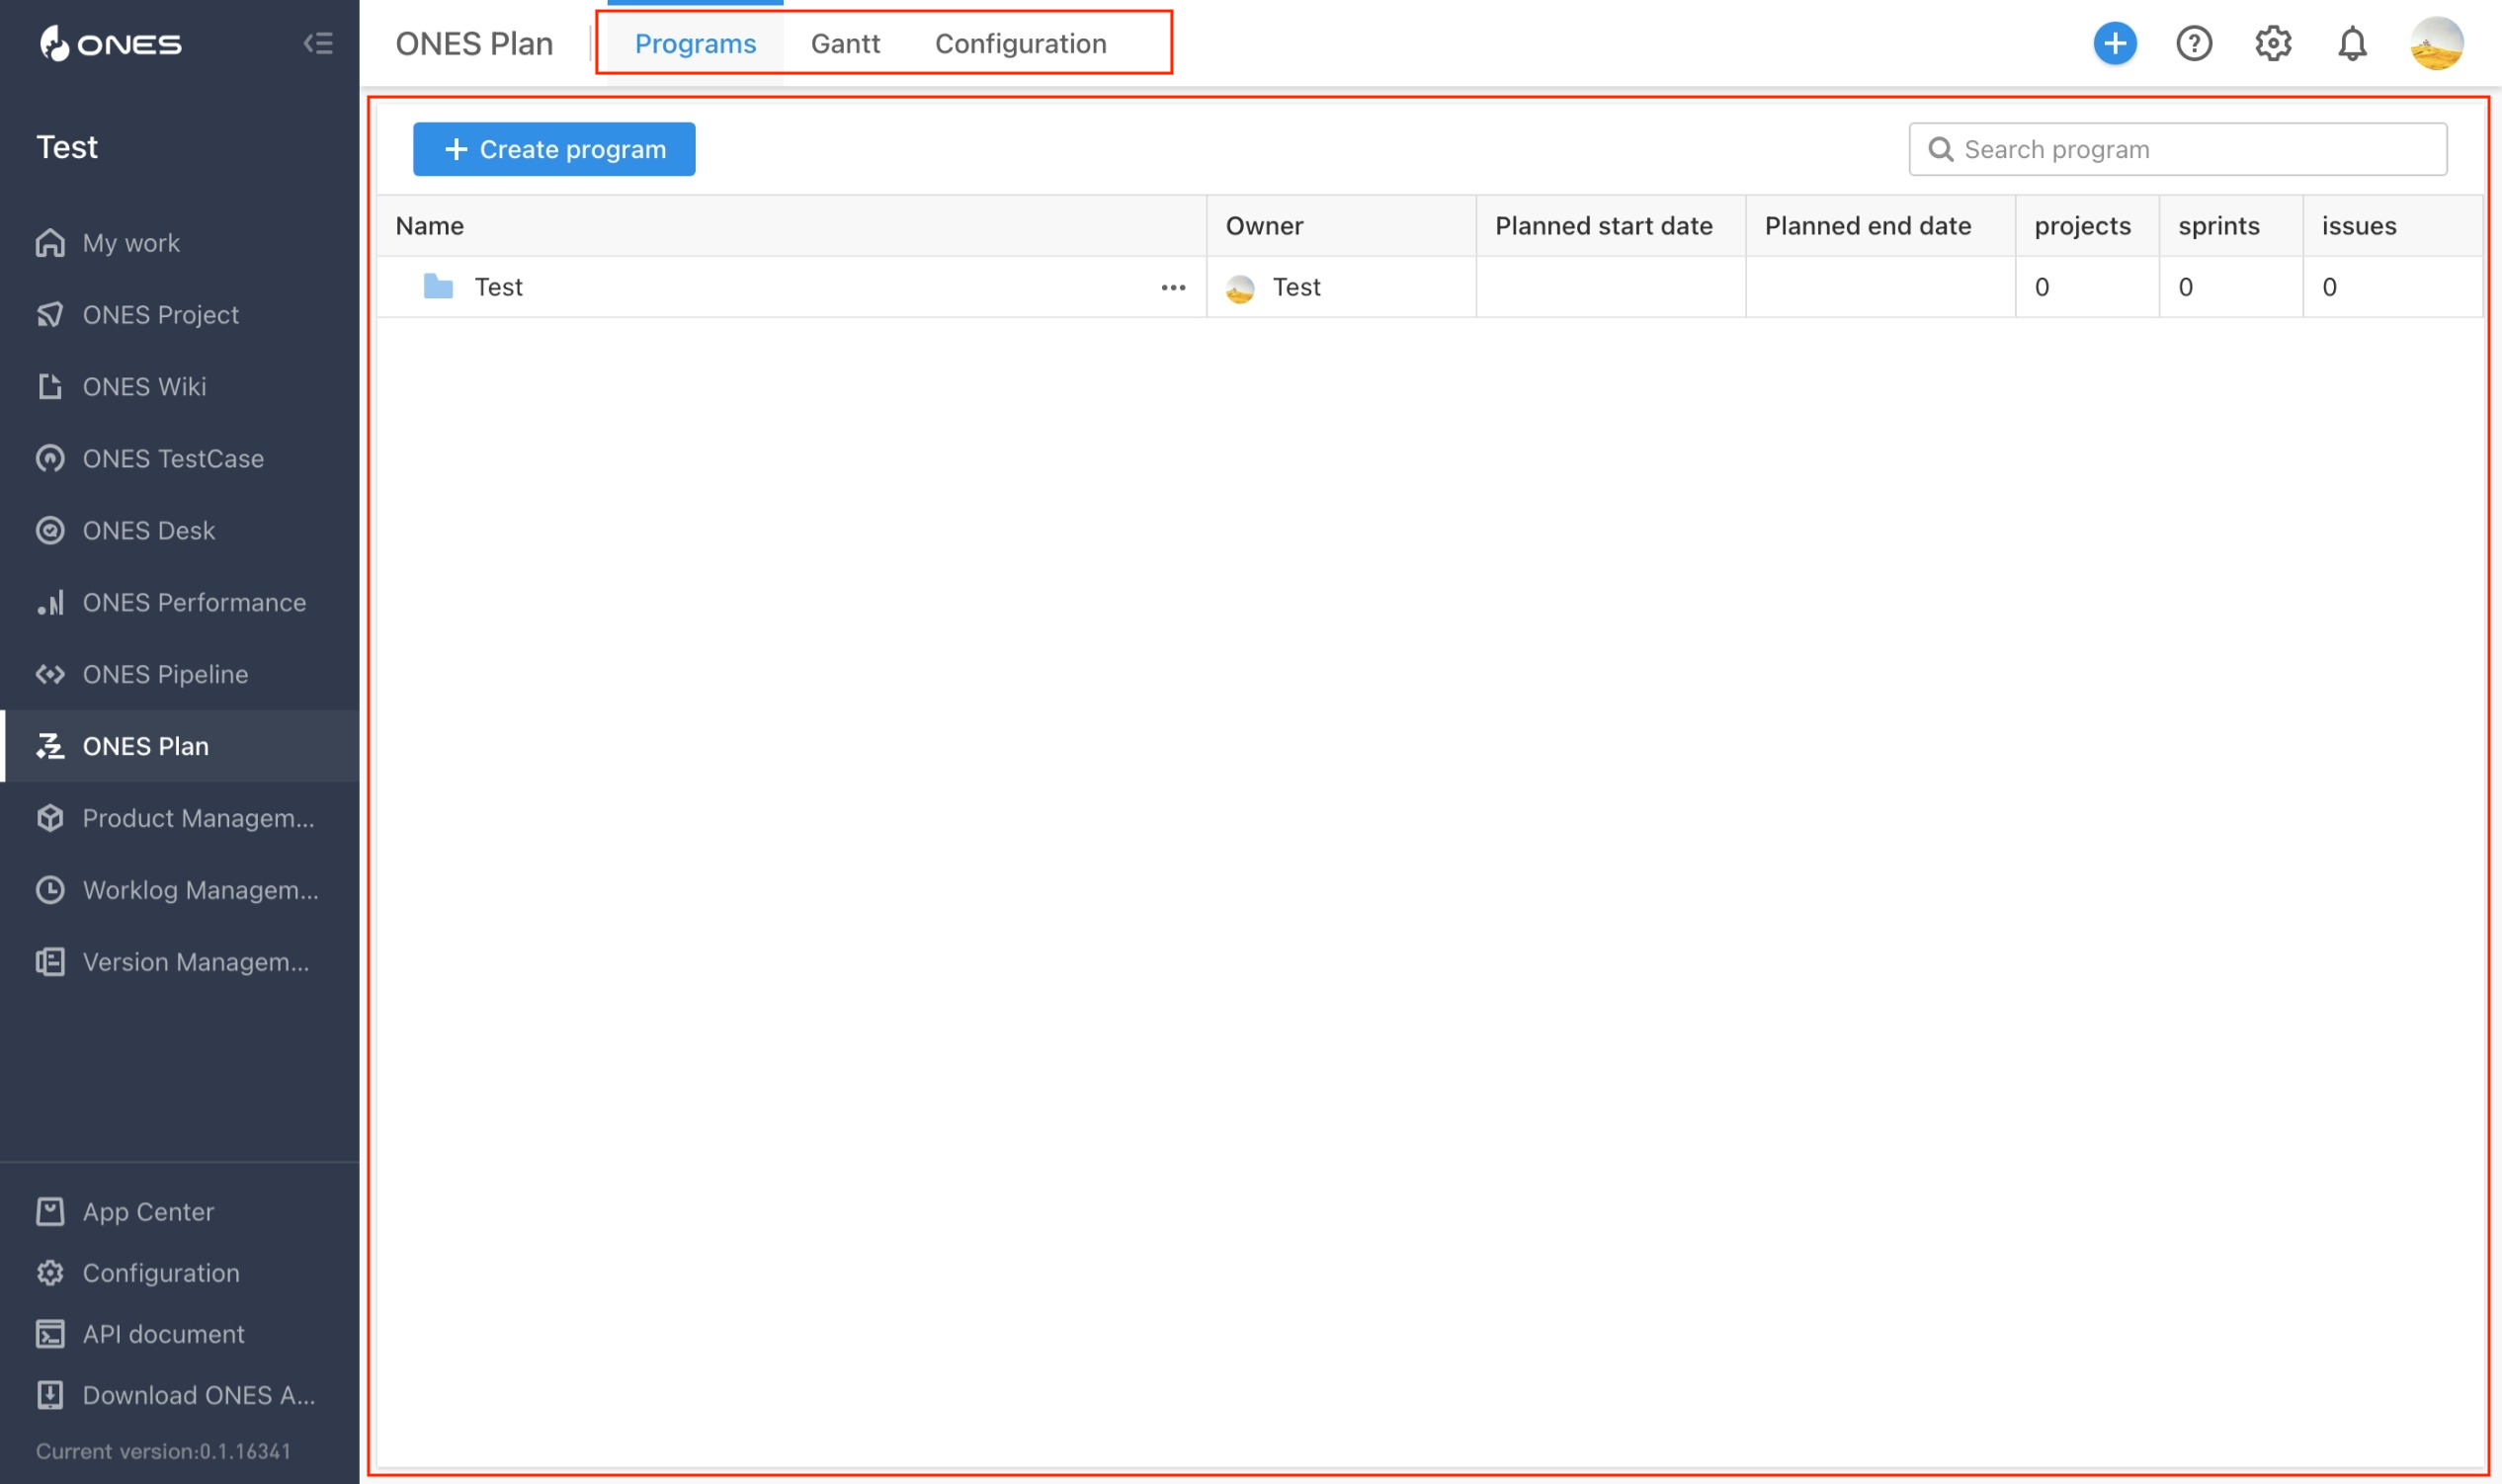 ONES
ONES Plan
Programs
Gantt
Configuration
Test
My work
ONES Project
ONES Wiki
ONES TestCase
ONES Desk
ONES Performance
ONES Pipeline
ONES Plan
Product Managem...
Worklog Managem...
Version Managem...
App Center
Configuration
API document
Download ONES A...
Current version:0.1.16341
Create program
Search program
Name Owner Planned start date Planned end date projects sprints issues
Test Test 0 0 0